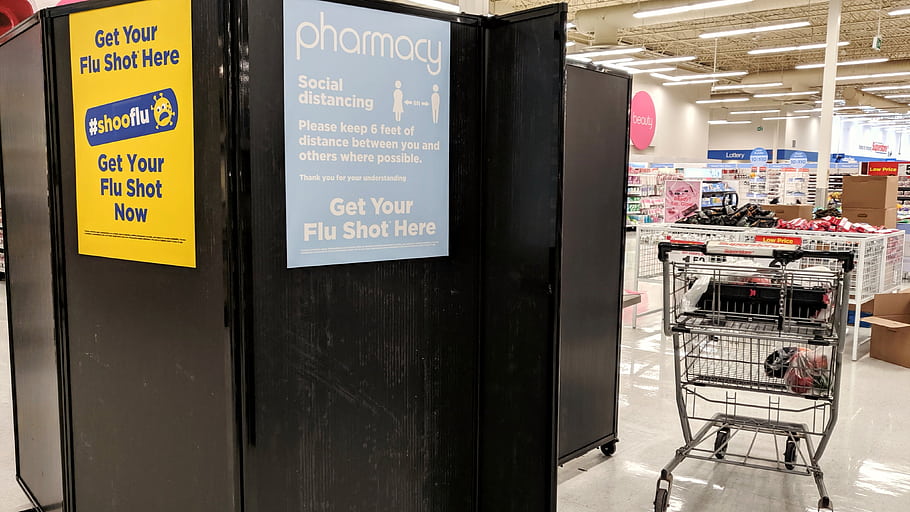 Get Your
Flu Shot Here
#shooflu
Get Your
Flu Shot
Now
pharmacy
Social
distancing
6ft
Please keep 6 feet of
distance between you and
others where possible.
Thank you for your understanding
Get Your
Flu Shot Here
beauty
Lottery
Low Price
Low Price